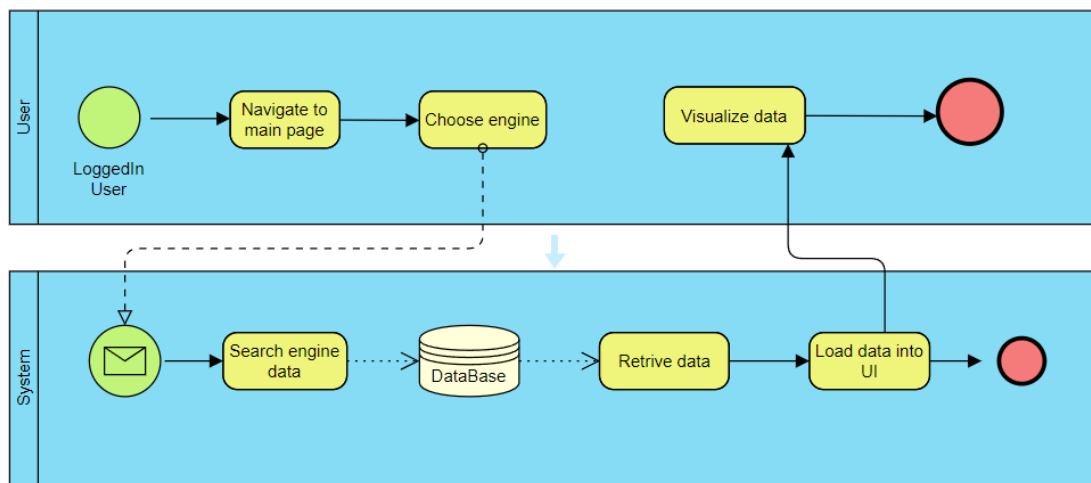 User
LoggedIn
User
Navigate to
main page
Choose engine
Visualize data
System
Search engine
data
DataBase
Retrive data
Load data into
UI